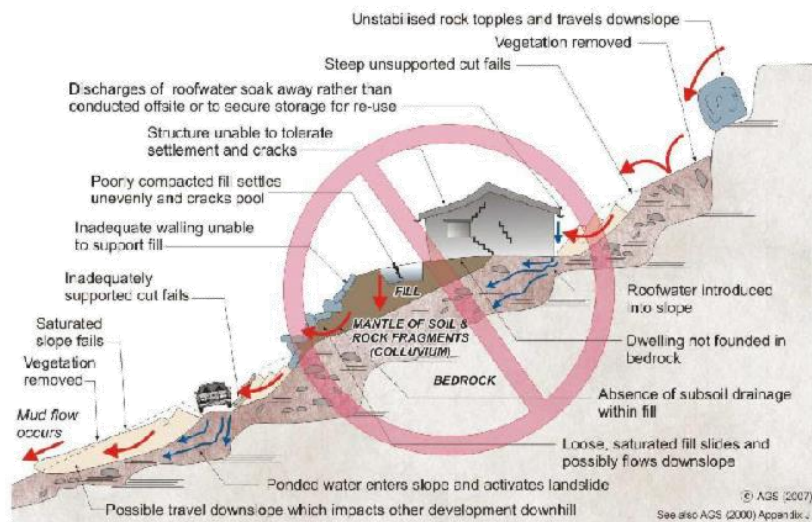 Unstabilised rock topples and travels downslope
Vegetation removed
Steep unsupported cut fails
Discharges of roofwater soak away rather than
conducted offsite or to secure storage for re-use
Structure unable to tolerate
settlement and cracks
Poorly compacted fill settles
unevenly and cracks pool
Inadequate walling unable
to support fill
Inadequately
supported cut fails
Saturated
slope fails
Vegetation
removed
Mud flow
occurs
FILL
MANTLE OF SOIL &
ROCK FRAGMENTS
(COLLUVIUM)
BEDROCK
Roofwater introduced
into slope
Dwelling not founded in
bedrock
Absence of subsoil drainage
within fill
Loose, saturated fill slides and
possibly flows downslope
Ponded water enters slope and activates landslide
Possible travel downslope which impacts other development downhill
© AGS (2007)
See also AGS (2000) Appendix J